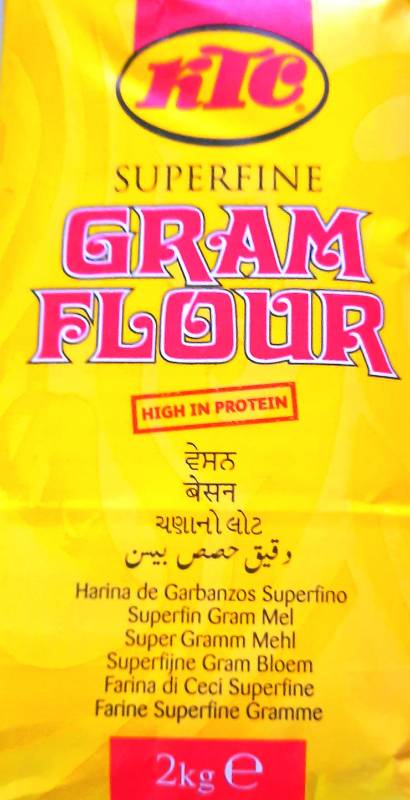 KTC
SUPERFINE
GRAM
FLOUR
HIGH IN PROTEIN
ਵੇਸਨ
बेसन
ચણાનો લોટ
دقيق حمص بيسن
Harina de Garbanzos Superfino
Superfin Gram Mel
Super Gramm Mehl
Superfijne Gram Bloem
Farina di Ceci Superfine
Farine Superfine Gramme
2kg ℮